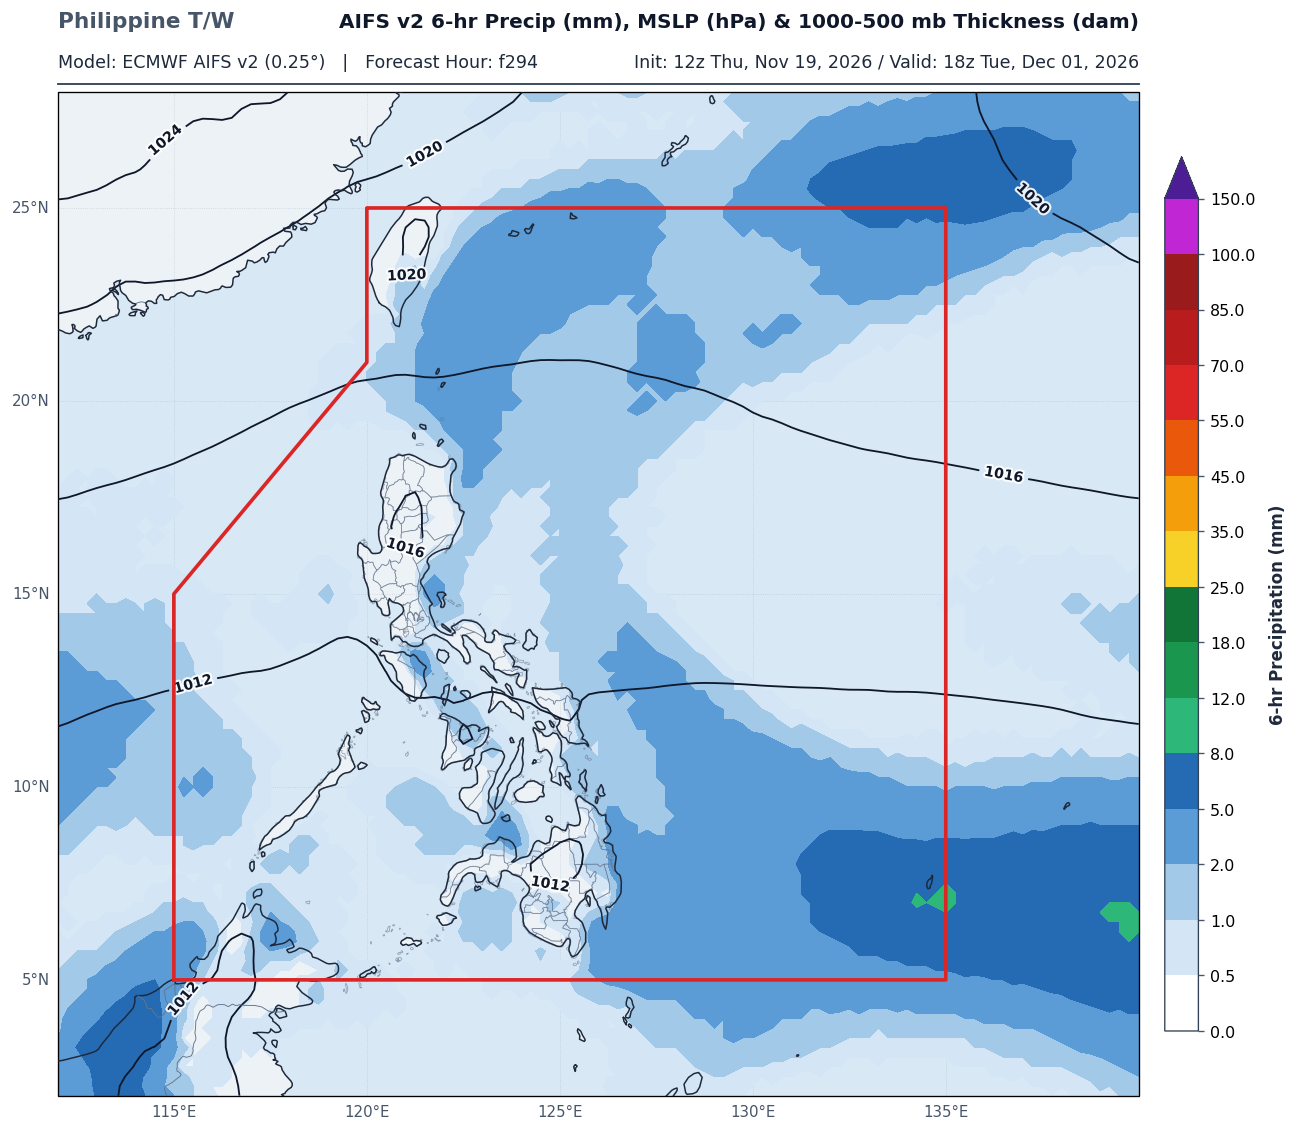 Philippine T/W
AIFS v2 6-hr Precip (mm), MSLP (hPa) & 1000-500 mb Thickness (dam)
Model: ECMWF AIFS v2 (0.25°)   |   Forecast Hour: f294
Init: 12z Thu, Nov 19, 2026 / Valid: 18z Tue, Dec 01, 2026
1024
1020
1020
1020
1016
1016
1012
1012
1012
25°N
20°N
15°N
10°N
5°N
115°E
120°E
125°E
130°E
135°E
150.0
100.0
85.0
70.0
55.0
45.0
35.0
25.0
18.0
12.0
8.0
5.0
2.0
1.0
0.5
0.0
6-hr Precipitation (mm)